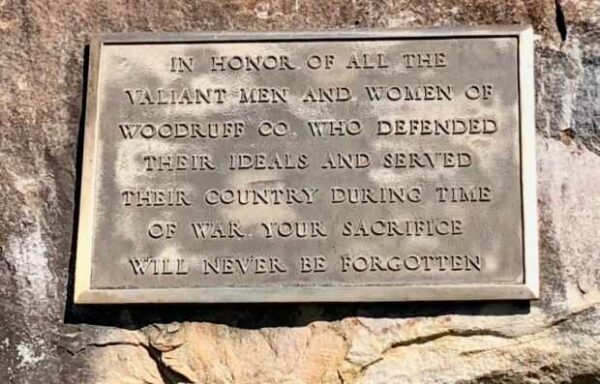 IN HONOR OF ALL THE
VALIANT MEN AND WOMEN OF
WOODRUFF CO. WHO DEFENDED
THEIR IDEALS AND SERVED
THEIR COUNTRY DURING TIME
OF WAR. YOUR SACRIFICE
WILL NEVER BE FORGOTTEN